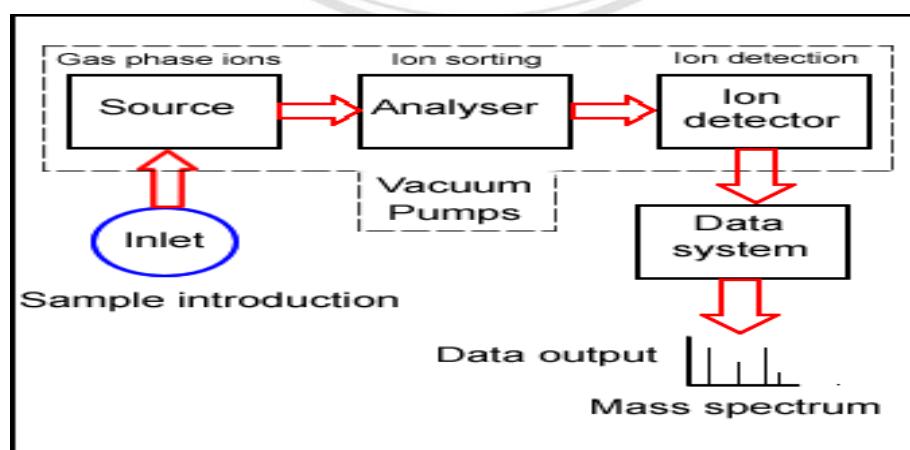 Gas phase ions
Ion sorting
Ion detection
Source
Analyser
Ion
detector
Vacuum
Pumps
Inlet
Data
system
Sample introduction
Data output
Mass spectrum